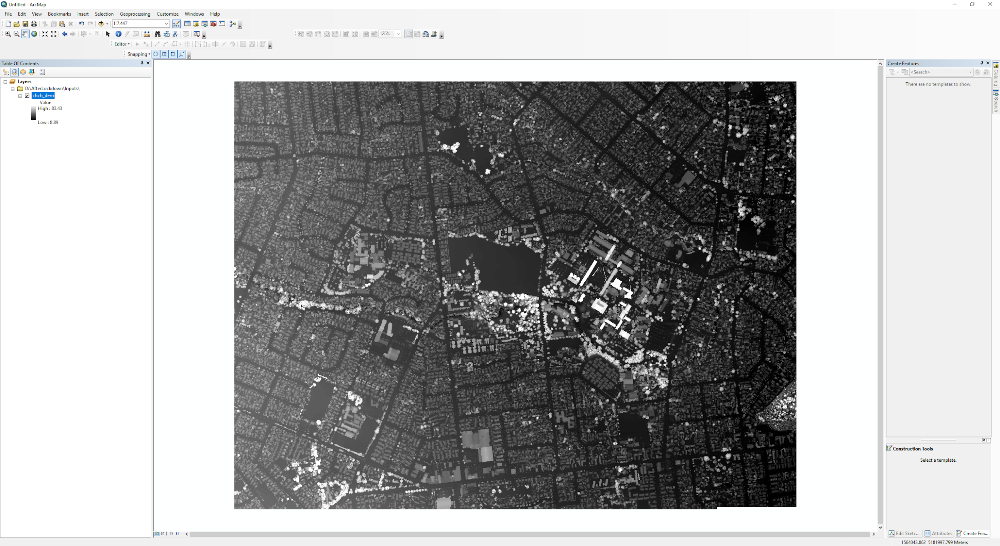 Untitled - ArcMap
File Edit View Bookmarks Insert Selection Geoprocessing Customize Windows Help
1:7,447
125%
Editor
Snapping
Table Of Contents
Layers
D:\AfterLockdown\Inputs\
chch_dem
Value
High : 83.43
Low : 8.89
Create Features
<Search>
There are no templates to show.
Catalog
Search
Construction Tools
Select a template.
Edit Sketc... Attributes Create Fea...
1564043.862 5181997.799 Meters